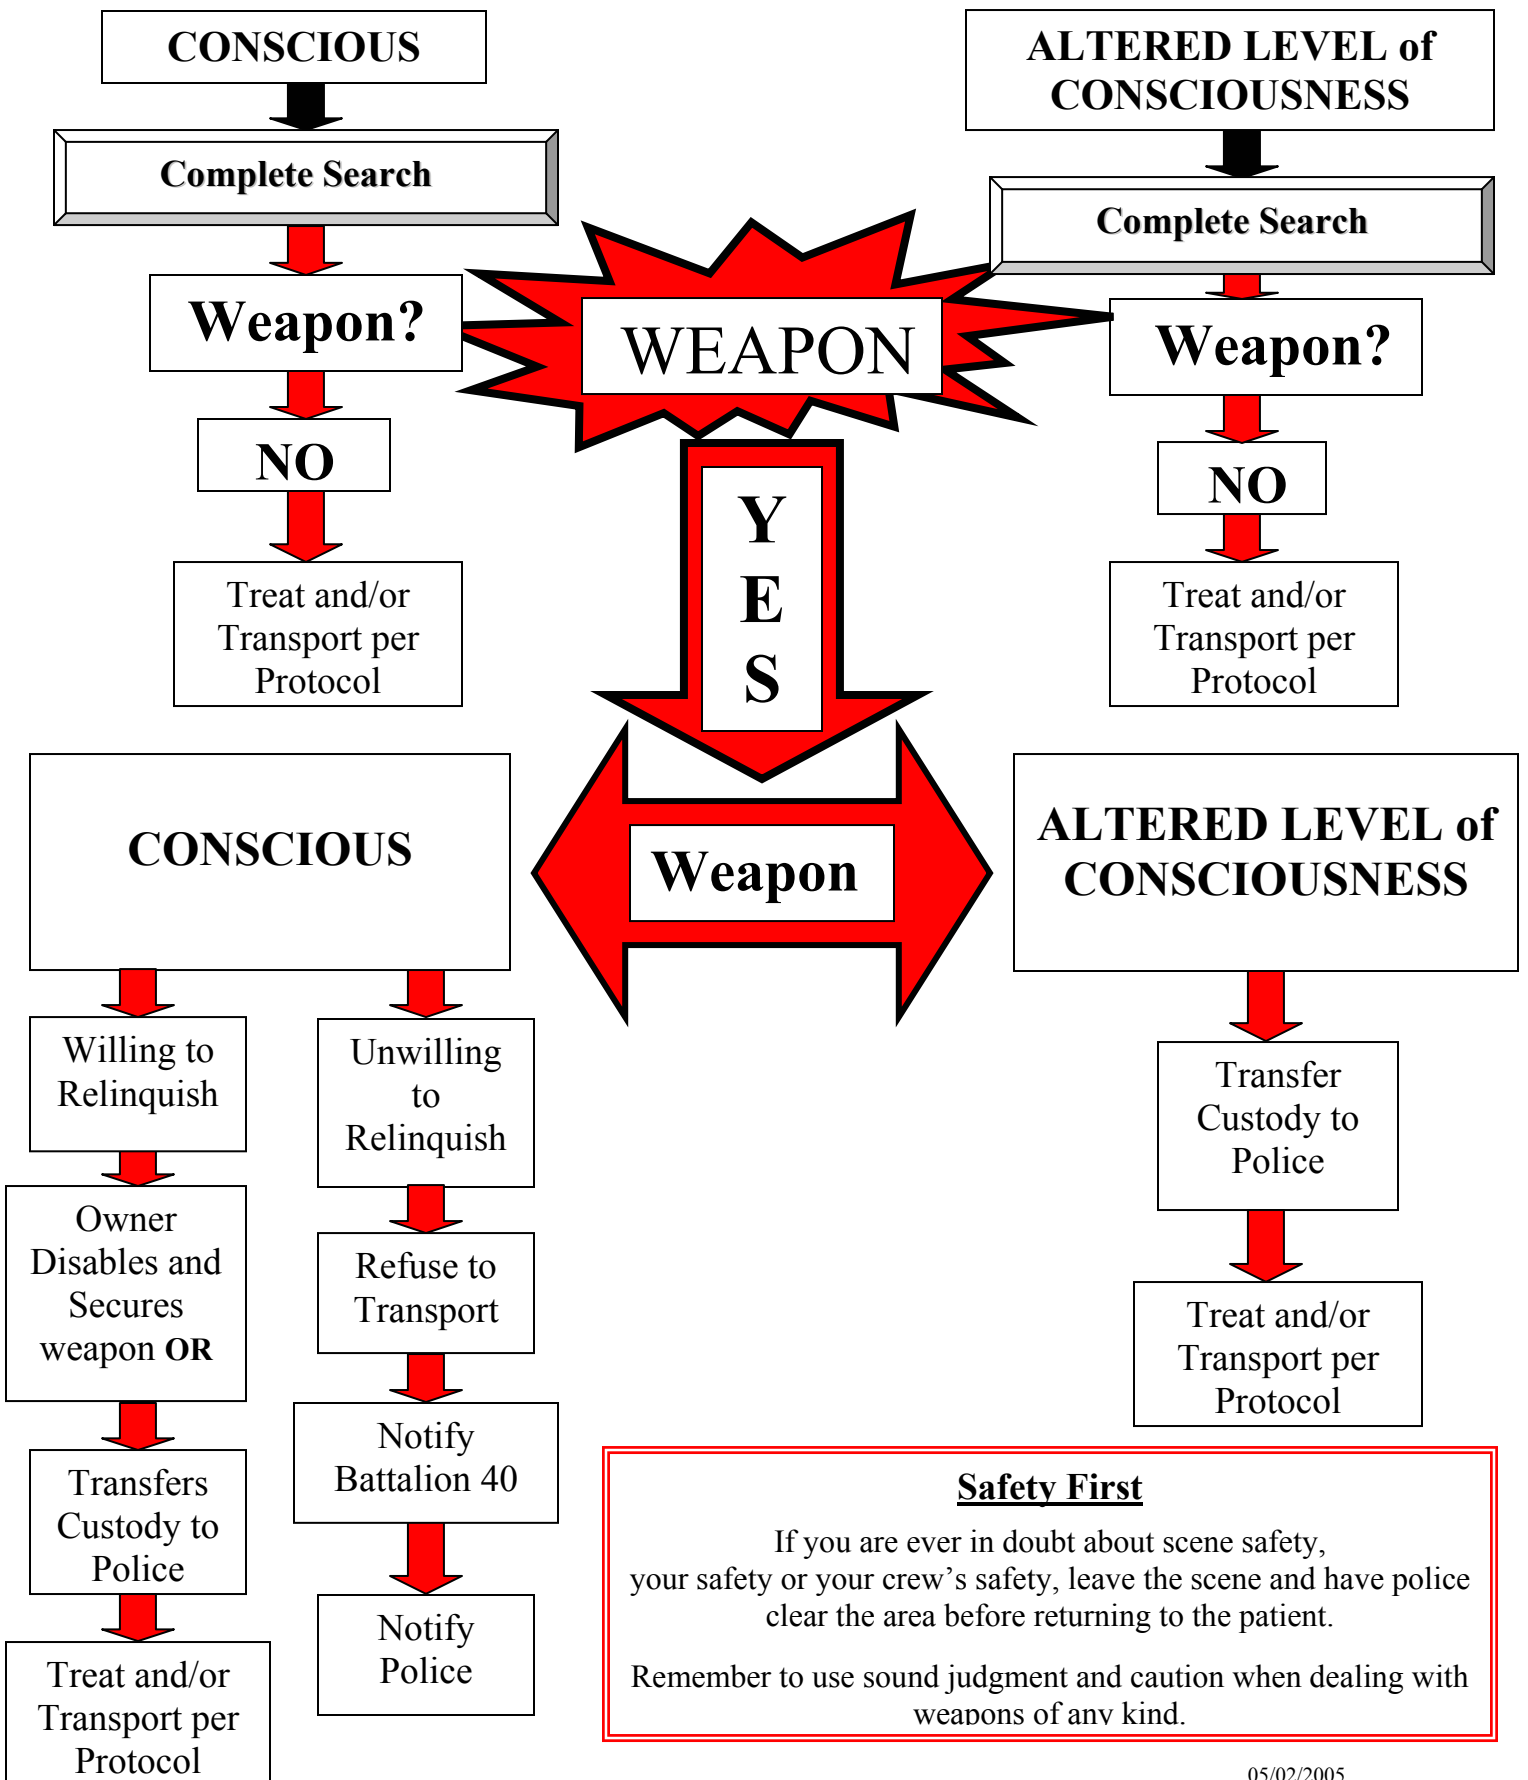 CONSCIOUS
Complete Search
Weapon?
NO
Treat and/or
Transport per
Protocol
ALTERED LEVEL of
CONSCIOUSNESS
Complete Search
Weapon?
NO
Treat and/or
Transport per
Protocol
WEAPON
Y
E
S
Weapon
CONSCIOUS
Willing to
Relinquish
Owner
Disables and
Secures
weapon OR
Transfers
Custody to
Police
Treat and/or
Transport per
Protocol
Unwilling
to
Relinquish
Refuse to
Transport
Notify
Battalion 40
Notify
Police
ALTERED LEVEL of
CONSCIOUSNESS
Transfer
Custody to
Police
Treat and/or
Transport per
Protocol
Safety First
If you are ever in doubt about scene safety,
your safety or your crew’s safety, leave the scene and have police
clear the area before returning to the patient.
Remember to use sound judgment and caution when dealing with
weapons of any kind.
05/02/2005